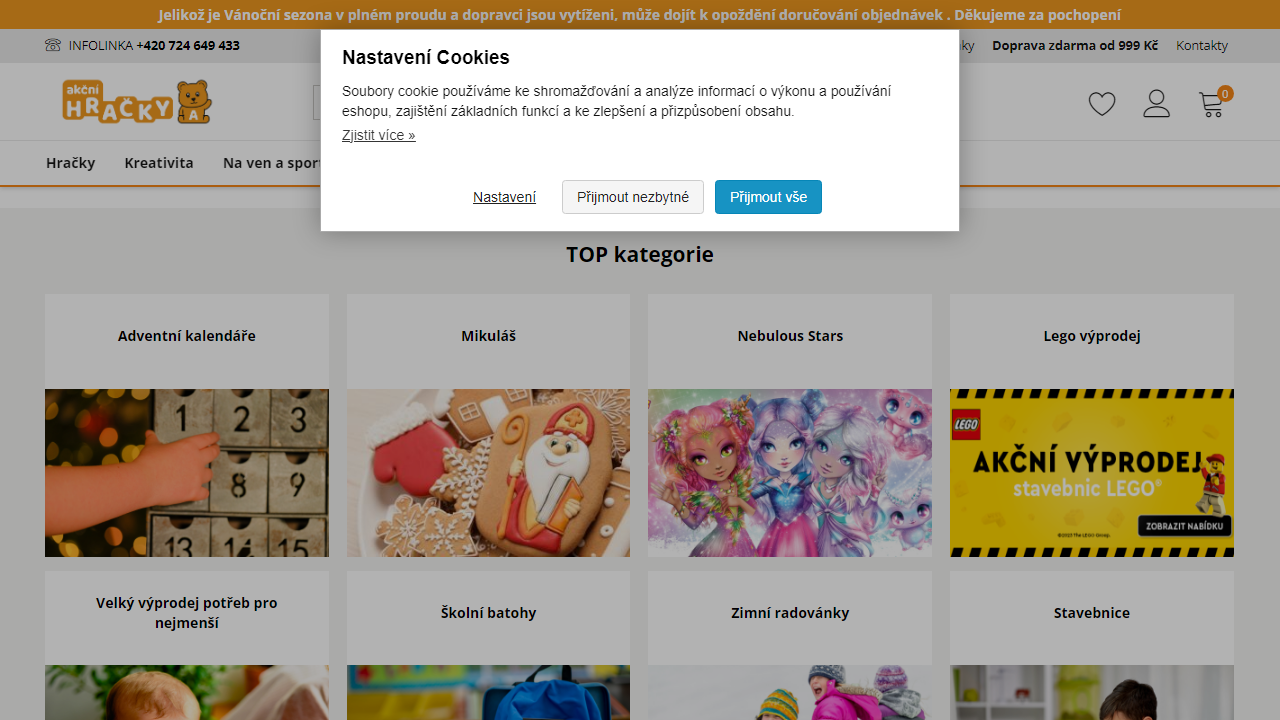 Jelikož je Vánoční sezona v plném proudu a dopravci jsou vytíženi, může dojít k opoždění doručování objednávek . Děkujeme za pochopení
INFOLINKA +420 724 649 433
Doprava zdarma od 999 Kč
Kontakty
akční
HRAČKY
A
0
Hračky
Kreativita
Na ven a sport
Nastavení Cookies
Soubory cookie používáme ke shromažďování a analýze informací o výkonu a používání
eshopu, zajištění základních funkcí a ke zlepšení a přizpůsobení obsahu.
Zjistit více »
Nastavení
Přijmout nezbytné
Přijmout vše
TOP kategorie
Adventní kalendáře
Mikuláš
Nebulous Stars
Lego výprodej
1 2 3
8 9
13 14 15
LEGO
AKČNÍ VÝPRODEJ
stavebnic LEGO®
ZOBRAZIT NABÍDKU
Velký výprodej potřeb pro
nejmenší
Školní batohy
Zimní radovánky
Stavebnice